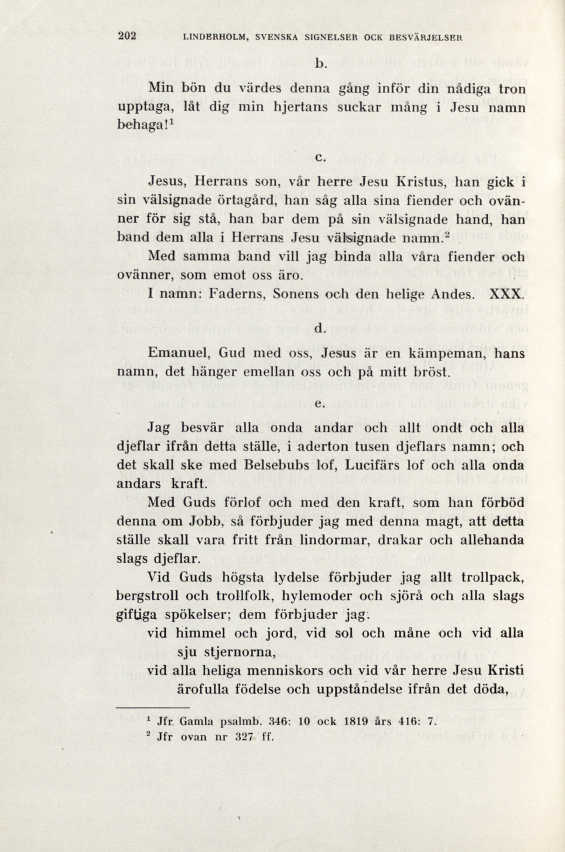 202 LINDERHOLM, SVENSKA SIGNELSER OCK BESVÄRJELSER
b.
Min bön du värdes denna gång inför din nådiga tron
upptaga, låt dig min hjertans suckar mång i Jesu namn
behaga!¹
c.
Jesus, Herrans son, vår herre Jesu Kristus, han gick i
sin välsignade örtagård, han såg alla sina fiender och ovän-
ner för sig stå, han bar dem på sin välsignade hand, han
band dem alla i Herrans Jesu välsignade namn.²
Med samma band vill jag binda alla våra fiender och
ovänner, som emot oss äro.
I namn: Faderns, Sonens och den helige Andes. XXX.
d.
Emanuel, Gud med oss, Jesus är en kämpeman, hans
namn, det hänger emellan oss och på mitt bröst.
e.
Jag besvär alla onda andar och allt ondt och alla
djeflar ifrån detta ställe, i aderton tusen djeflars namn; och
det skall ske med Belsebubs lof, Lucifärs lof och alla onda
andars kraft.
Med Guds förlof och med den kraft, som han förböd
denna om Jobb, så förbjuder jag med denna magt, att detta
ställe skall vara fritt från lindormar, drakar och allehanda
slags djeflar.
Vid Guds högsta lydelse förbjuder jag allt trollpack,
bergstroll och trollfolk, hylemoder och sjörå och alla slags
giftiga spökelser; dem förbjuder jag.
vid himmel och jord, vid sol och måne och vid alla
sju stjernorna,
vid alla heliga menniskors och vid vår herre Jesu Kristi
ärofulla födelse och uppståndelse ifrån det döda,
¹ Jfr Gamla psalmb. 346: 10 ock 1819 års 416: 7.
² Jfr ovan nr 327 ff.